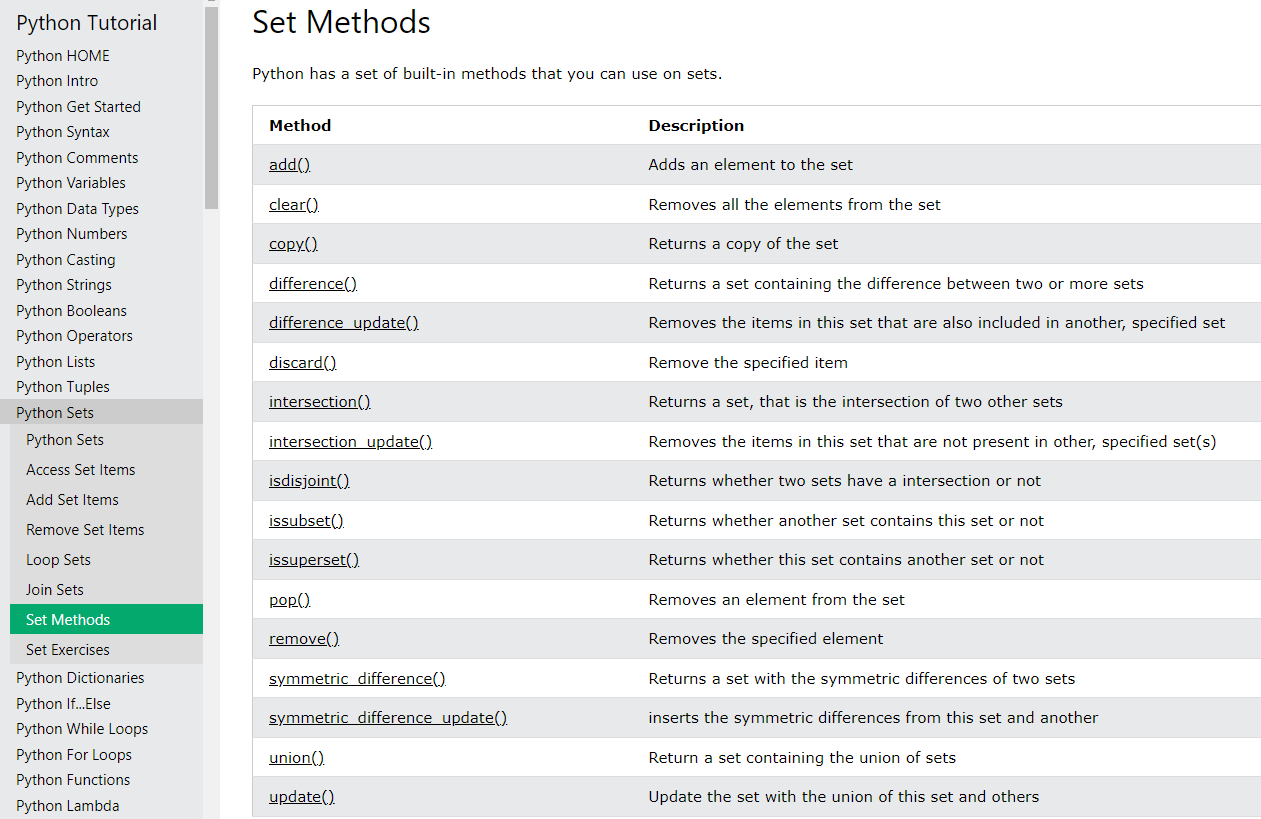 Python Tutorial
Python HOME
Python Intro
Python Get Started
Python Syntax
Python Comments
Python Variables
Python Data Types
Python Numbers
Python Casting
Python Strings
Python Booleans
Python Operators
Python Lists
Python Tuples
Python Sets
Python Sets
Access Set Items
Add Set Items
Remove Set Items
Loop Sets
Join Sets
Set Methods
Set Exercises
Python Dictionaries
Python If...Else
Python While Loops
Python For Loops
Python Functions
Python Lambda
Set Methods
Python has a set of built-in methods that you can use on sets.
Method Description
add() Adds an element to the set
clear() Removes all the elements from the set
copy() Returns a copy of the set
difference() Returns a set containing the difference between two or more sets
difference_update() Removes the items in this set that are also included in another, specified set
discard() Remove the specified item
intersection() Returns a set, that is the intersection of two other sets
intersection_update() Removes the items in this set that are not present in other, specified set(s)
isdisjoint() Returns whether two sets have a intersection or not
issubset() Returns whether another set contains this set or not
issuperset() Returns whether this set contains another set or not
pop() Removes an element from the set
remove() Removes the specified element
symmetric_difference() Returns a set with the symmetric differences of two sets
symmetric_difference_update() inserts the symmetric differences from this set and another
union() Return a set containing the union of sets
update() Update the set with the union of this set and others